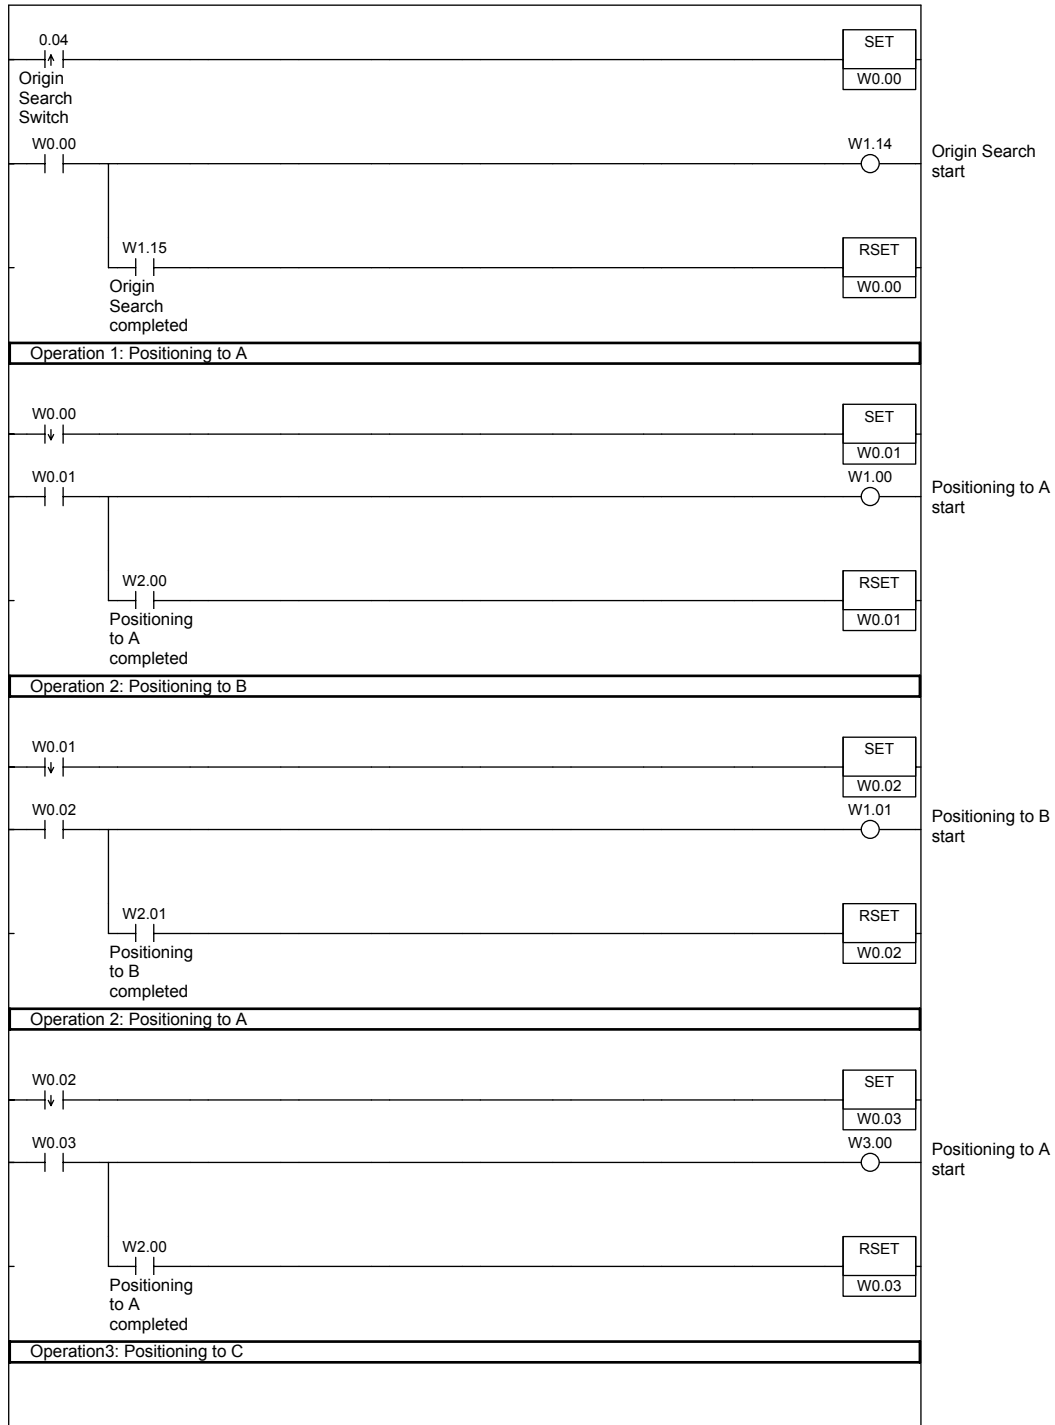 0.04
SET
W0.00
Origin
Search
Switch
W0.00
W1.14
Origin Search
start
W1.15
RSET
W0.00
Origin
Search
completed
Operation 1: Positioning to A
W0.00
SET
W0.01
W0.01
W1.00
Positioning to A
start
W2.00
RSET
W0.01
Positioning
to A
completed
Operation 2: Positioning to B
W0.01
SET
W0.02
W0.02
W1.01
Positioning to B
start
W2.01
RSET
W0.02
Positioning
to B
completed
Operation 2: Positioning to A
W0.02
SET
W0.03
W0.03
W3.00
Positioning to A
start
W2.00
RSET
W0.03
Positioning
to A
completed
Operation3: Positioning to C